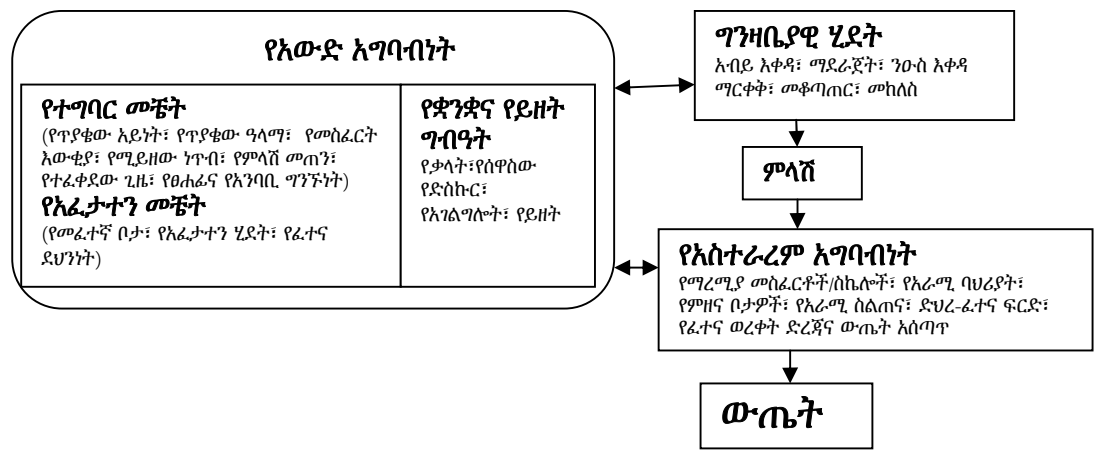 የአውድ አግባብነት
የተግባር መቼት
(የጥያቄው አይነት፣ የጥያቄው ዓላማ፣ የመስፈርት
እውቂያ፣ የሚይዘው ነጥብ፣ የምላሽ መጠን፣
የተፈቀደው ጊዜ፣ የፀሐፊና የአንባቢ ግንኙነት)
የአፈታተን መቼት
(የመፈተኛ ቦታ፣ የአፈታተን ሂደት፣ የፈተና
ደህንነት)
የቋንቋና የይዘት
ግብዓት
የቃላት፣የሰዋስው
የድስኩር፣
የአገልግሎት፣ የይዘት
ግንዛቤያዊ ሂደት
አብይ እቀዳ፣ ማደራጀት፣ ንዑስ እቀዳ
ማርቀቅ፣ መቆጣጠር፣ መከለስ
ምላሽ
የአስተራረም አግባብነት
የማረሚያ መስፈርቶች/ስኬሎች፣ የአራሚ ባህሪያት፣
የምዘና ቦታዎች፣ የአራሚ ስልጠና፣ ድህረ-ፈተና ፍርድ፣
የፈተና ወረቀት ድረጃና ውጤት አሰጣጥ
ውጤት